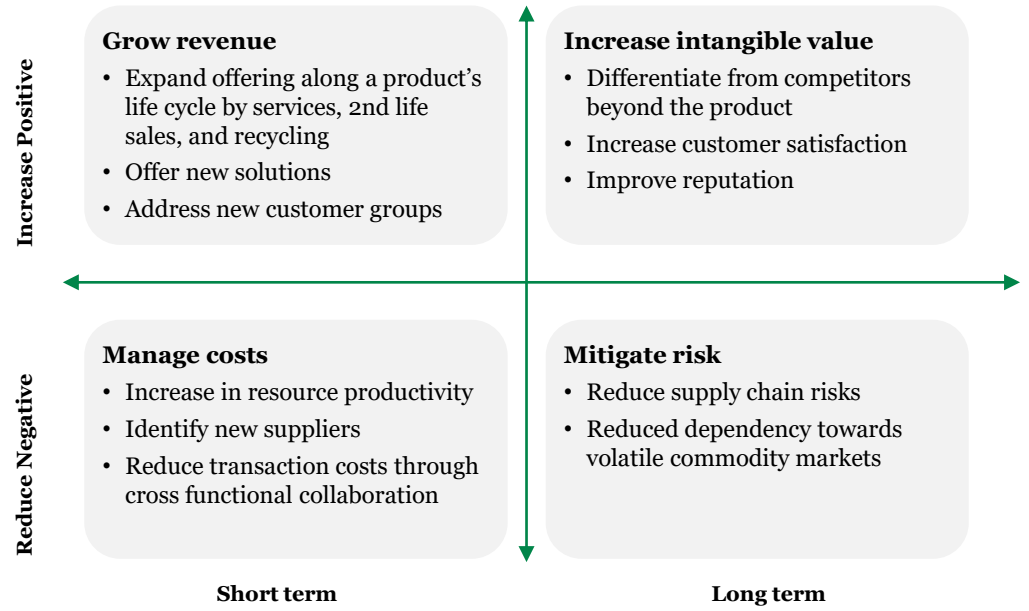 Increase Positive
Grow revenue
• Expand offering along a product's
life cycle by services, 2nd life
sales, and recycling
• Offer new solutions
• Address new customer groups
Increase intangible value
• Differentiate from competitors
beyond the product
• Increase customer satisfaction
• Improve reputation
Reduce Negative
Manage costs
• Increase in resource productivity
• Identify new suppliers
• Reduce transaction costs through
cross functional collaboration
Mitigate risk
• Reduce supply chain risks
• Reduced dependency towards
volatile commodity markets
Short term
Long term